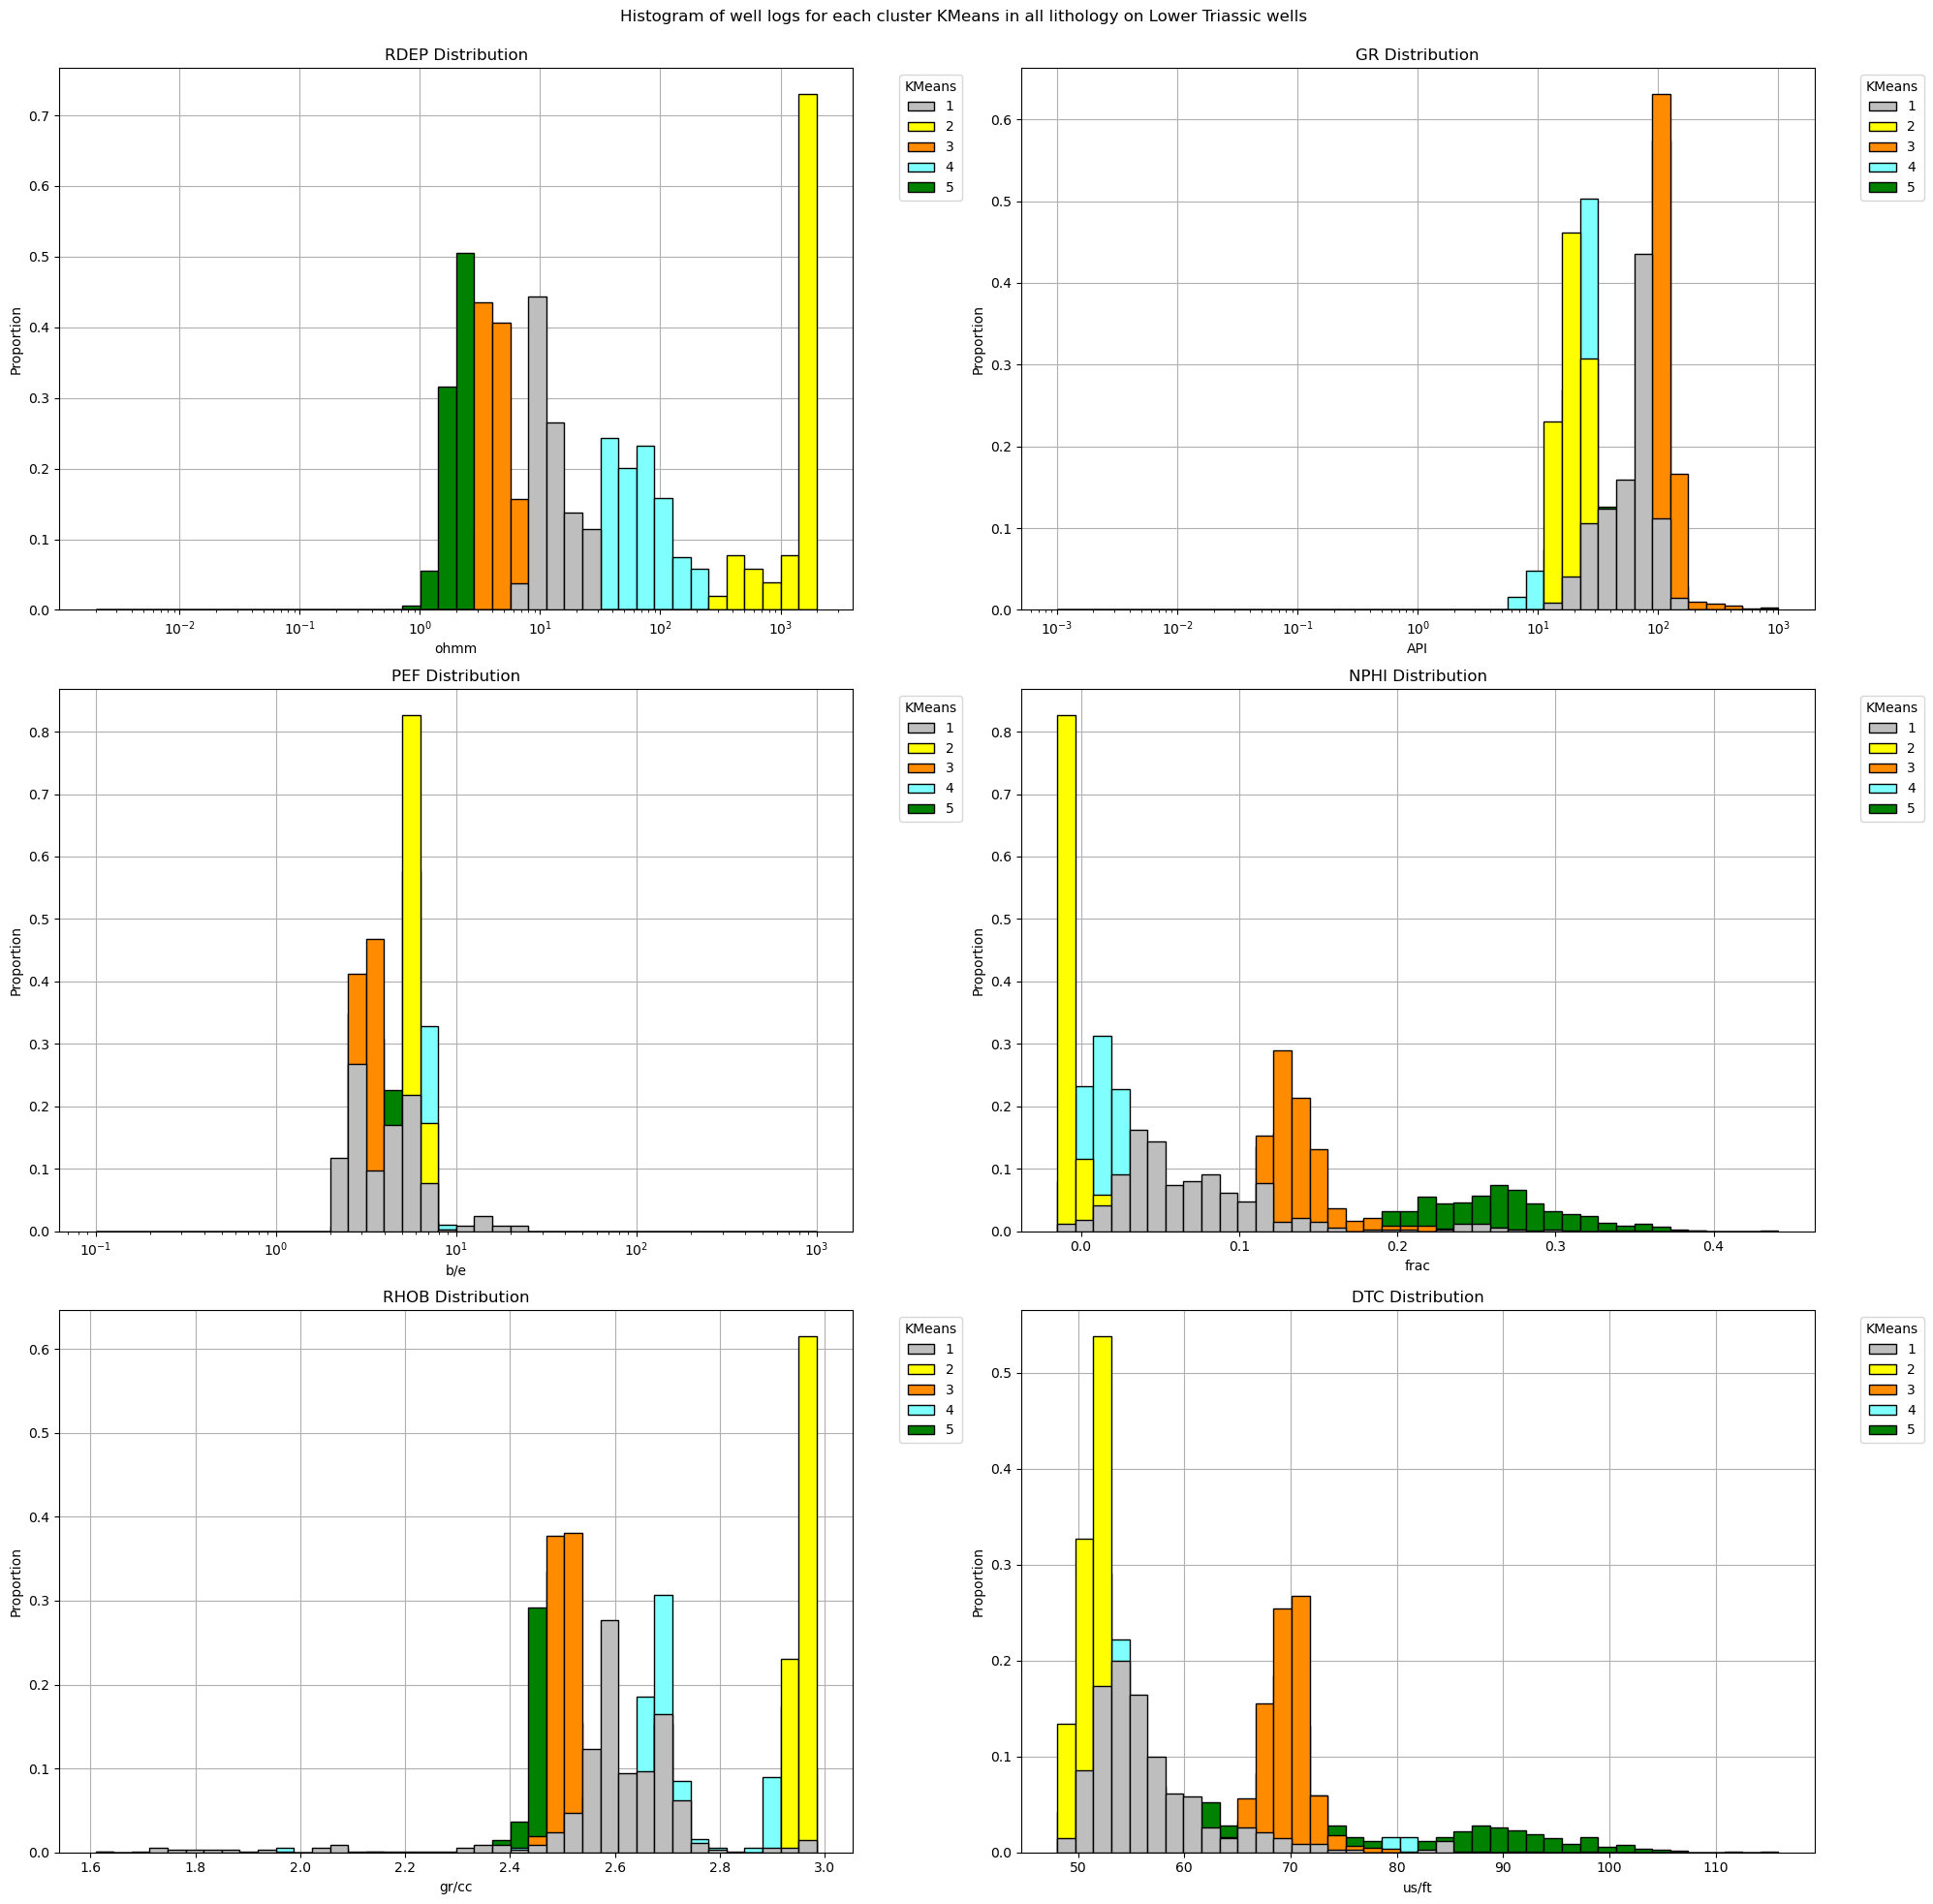 Histogram of well logs for each cluster KMeans in all lithology on Lower Triassic wells
RDEP Distribution
Proportion
0.7
0.6
0.5
0.4
0.3
0.2
0.1
0.0
10⁻² 10⁻¹ 10⁰ 10¹ 10² 10³
ohmm
KMeans
1
2
3
4
5
GR Distribution
Proportion
0.6
0.5
0.4
0.3
0.2
0.1
0.0
10⁻³ 10⁻² 10⁻¹ 10⁰ 10¹ 10² 10³
API
KMeans
1
2
3
4
5
PEF Distribution
Proportion
0.8
0.7
0.6
0.5
0.4
0.3
0.2
0.1
0.0
10⁻¹ 10⁰ 10¹ 10² 10³
b/e
KMeans
1
2
3
4
5
NPHI Distribution
Proportion
0.8
0.7
0.6
0.5
0.4
0.3
0.2
0.1
0.0
0.0 0.1 0.2 0.3 0.4
frac
KMeans
1
2
3
4
5
RHOB Distribution
Proportion
0.6
0.5
0.4
0.3
0.2
0.1
0.0
1.6 1.8 2.0 2.2 2.4 2.6 2.8 3.0
gr/cc
KMeans
1
2
3
4
5
DTC Distribution
Proportion
0.5
0.4
0.3
0.2
0.1
0.0
50 60 70 80 90 100 110
us/ft
KMeans
1
2
3
4
5